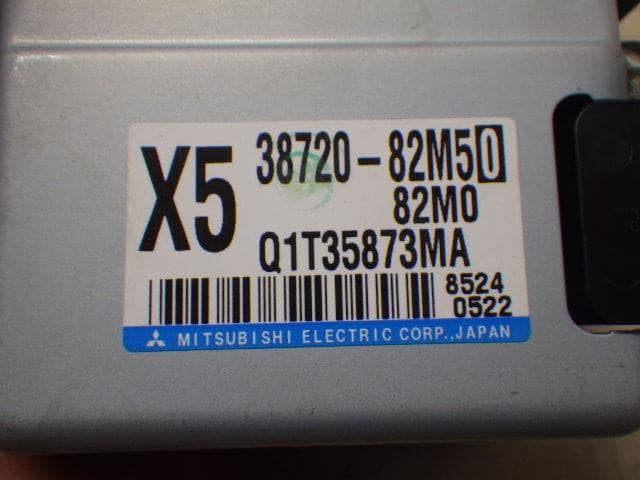 X5
38720-82M50
82M0
Q1T35873MA
8524
0522
MITSUBISHI ELECTRIC CORP., JAPAN